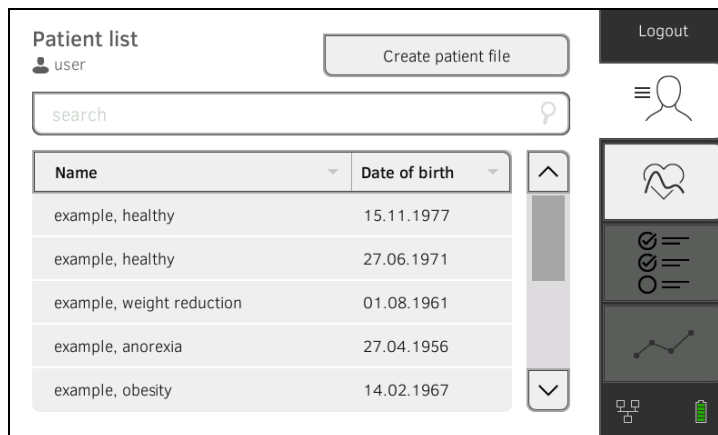 Patient list
user
Create patient file
Logout
search
Name Date of birth
example, healthy 15.11.1977
example, healthy 27.06.1971
example, weight reduction 01.08.1961
example, anorexia 27.04.1956
example, obesity 14.02.1967